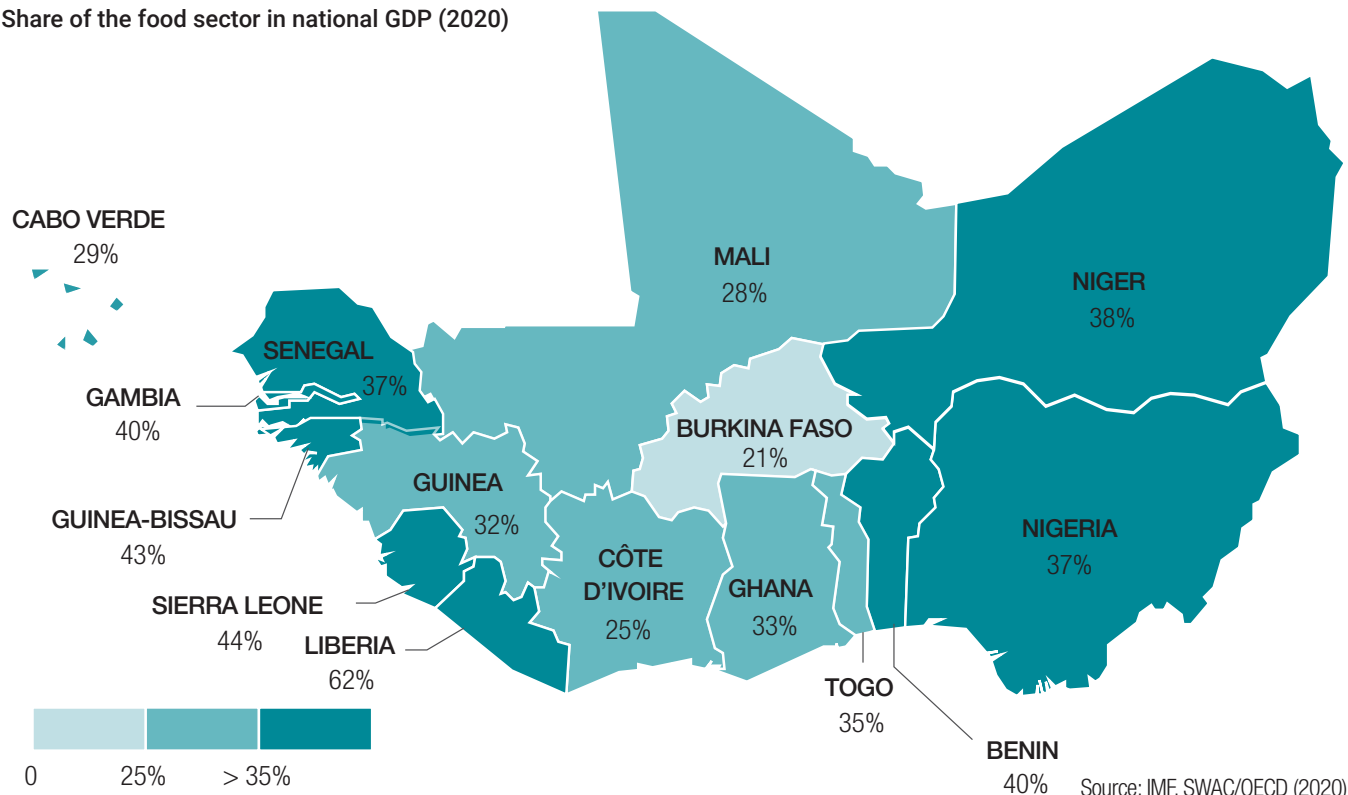 Share of the food sector in national GDP (2020)
CABO VERDE
29%
MALI
28%
NIGER
38%
SENEGAL
37%
GAMBIA
40%
BURKINA FASO
21%
GUINEA
32%
GUINEA-BISSAU
43%
NIGERIA
37%
CÔTE
D'IVOIRE
25%
GHANA
33%
SIERRA LEONE
44%
LIBERIA
62%
TOGO
35%
BENIN
40%
0 25% > 35%
Source: IMF, SWAC/OECD (2020)